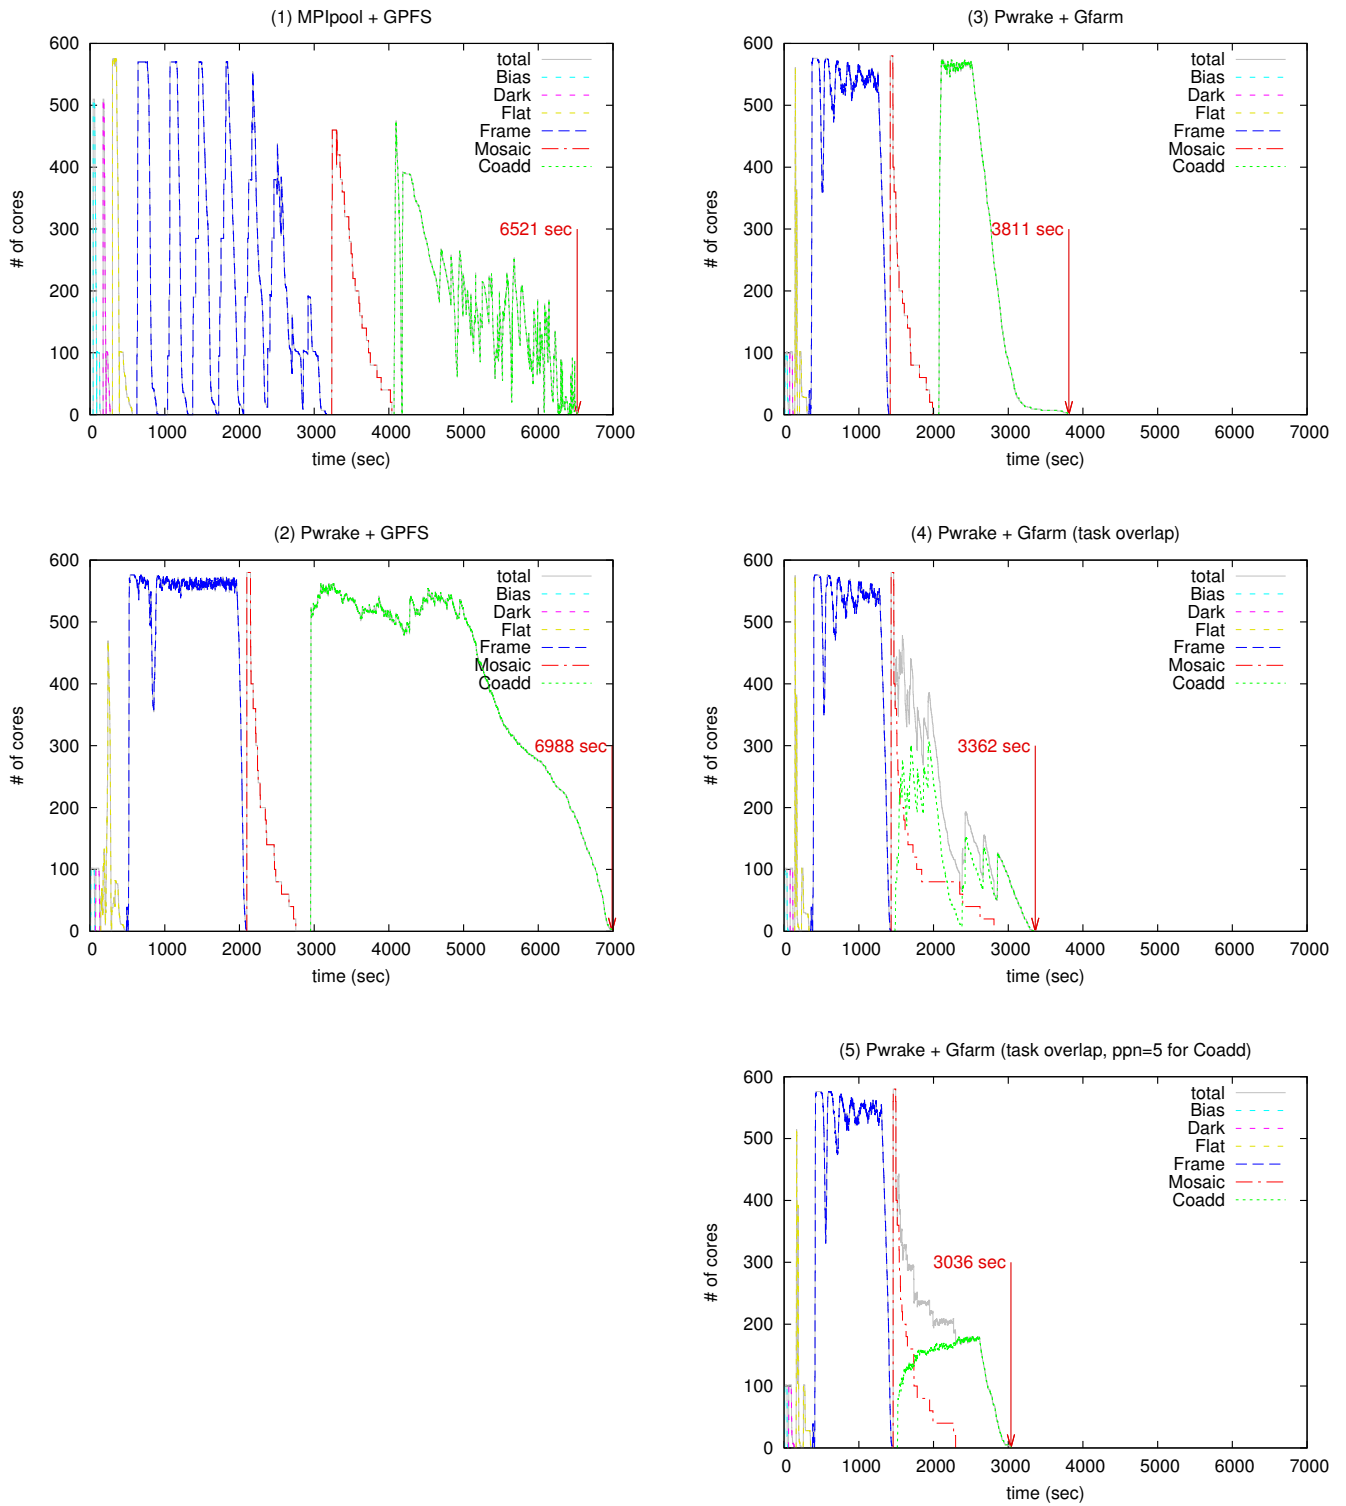 (1) MPIpool + GPFS
600
500
400
300
200
100
0
# of cores
total
Bias
Dark
Flat
Frame
Mosaic
Coadd
6521 sec
0 1000 2000 3000 4000 5000 6000 7000
time (sec)
(3) Pwrake + Gfarm
600
500
400
300
200
100
0
# of cores
total
Bias
Dark
Flat
Frame
Mosaic
Coadd
3811 sec
0 1000 2000 3000 4000 5000 6000 7000
time (sec)
(2) Pwrake + GPFS
600
500
400
300
200
100
0
# of cores
total
Bias
Dark
Flat
Frame
Mosaic
Coadd
6988 sec
0 1000 2000 3000 4000 5000 6000 7000
time (sec)
(4) Pwrake + Gfarm (task overlap)
600
500
400
300
200
100
0
# of cores
total
Bias
Dark
Flat
Frame
Mosaic
Coadd
3362 sec
0 1000 2000 3000 4000 5000 6000 7000
time (sec)
(5) Pwrake + Gfarm (task overlap, ppn=5 for Coadd)
600
500
400
300
200
100
0
# of cores
total
Bias
Dark
Flat
Frame
Mosaic
Coadd
3036 sec
0 1000 2000 3000 4000 5000 6000 7000
time (sec)